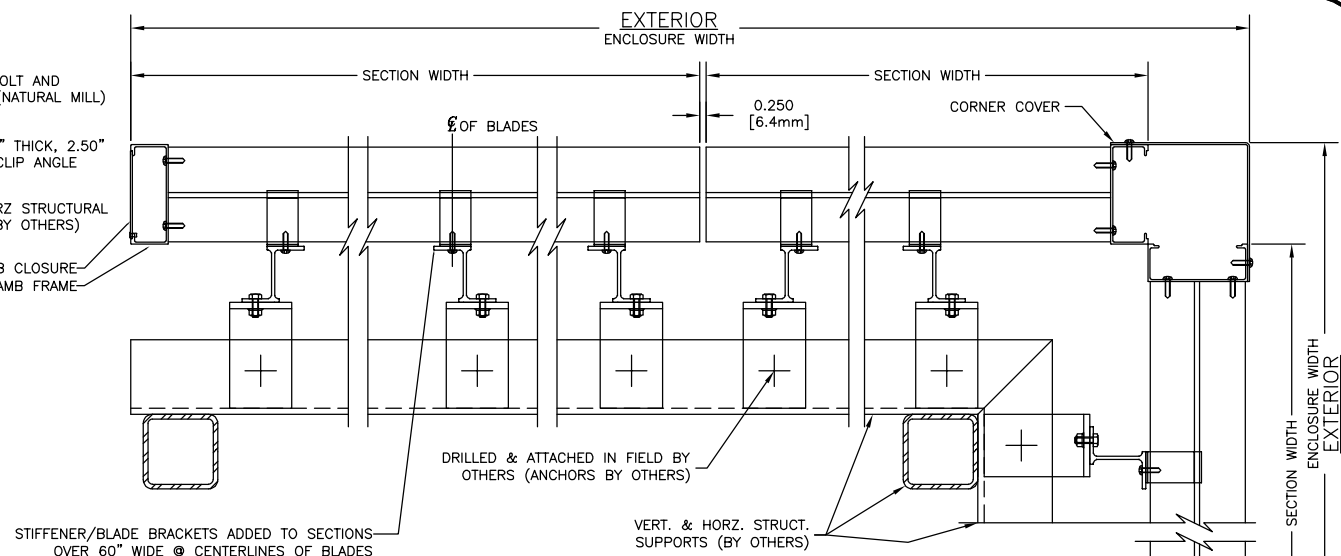 EXTERIOR
ENCLOSURE WIDTH
SECTION WIDTH
SECTION WIDTH
OLT AND
(NATURAL MILL)
0.250
[6.4mm]
CORNER COVER
℄ OF BLADES
" THICK, 2.50"
CLIP ANGLE
RZ STRUCTURAL
BY OTHERS)
B CLOSURE
AMB FRAME
DRILLED & ATTACHED IN FIELD BY
OTHERS (ANCHORS BY OTHERS)
STIFFENER/BLADE BRACKETS ADDED TO SECTIONS
OVER 60" WIDE @ CENTERLINES OF BLADES
VERT. & HORZ. STRUCT.
SUPPORTS (BY OTHERS)
SECTION WIDTH
ENCLOSURE WIDTH
EXTERIOR